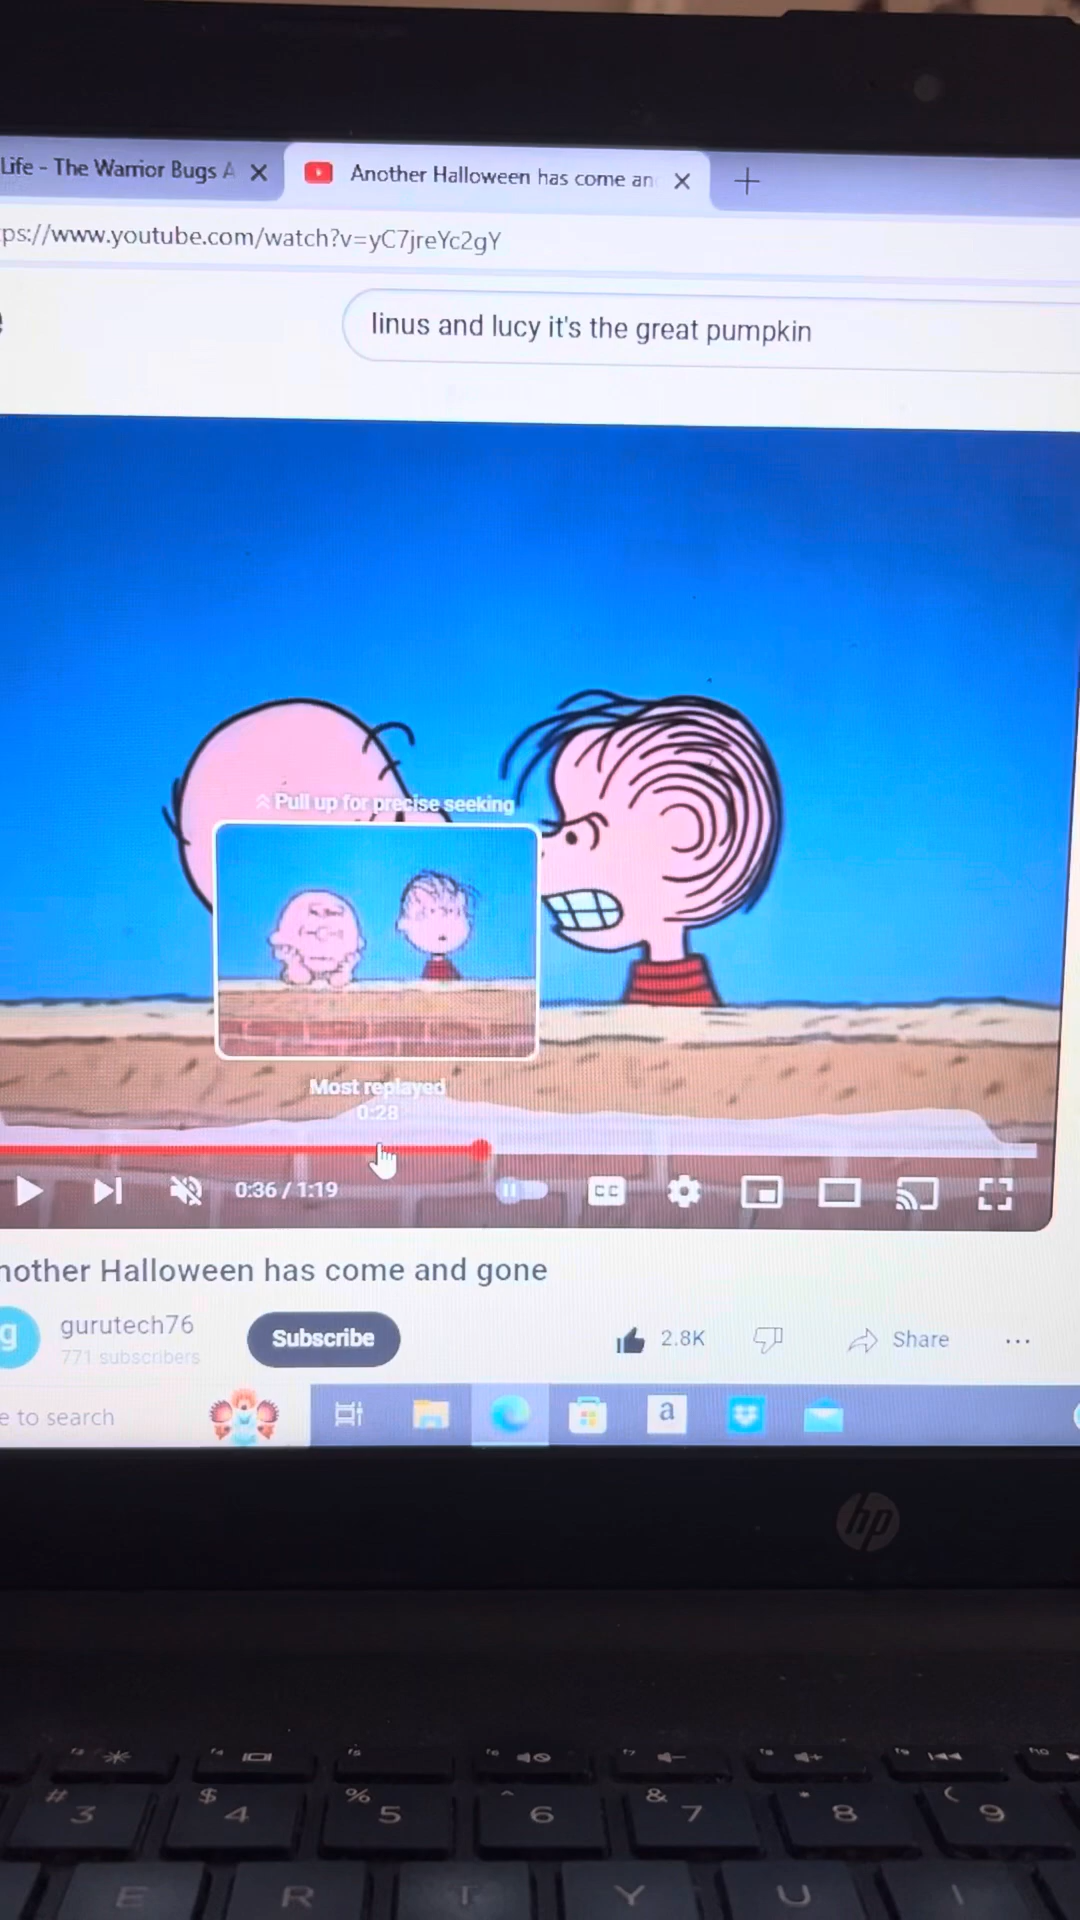 Life - The Warrior Bugs A
Another Halloween has come an
ps://www.youtube.com/watch?v=yC7jreYc2gY
linus and lucy it's the great pumpkin
Pull up for precise seeking
Most replayed
0:28
0:36 / 1:19
CC
nother Halloween has come and gone
g
gurutech76
771 subscribers
Subscribe
2.8K
Share
...
e to search
a
hp
# 3
$ 4
% 5
^ 6
& 7
* 8
( 9
E R T Y U I